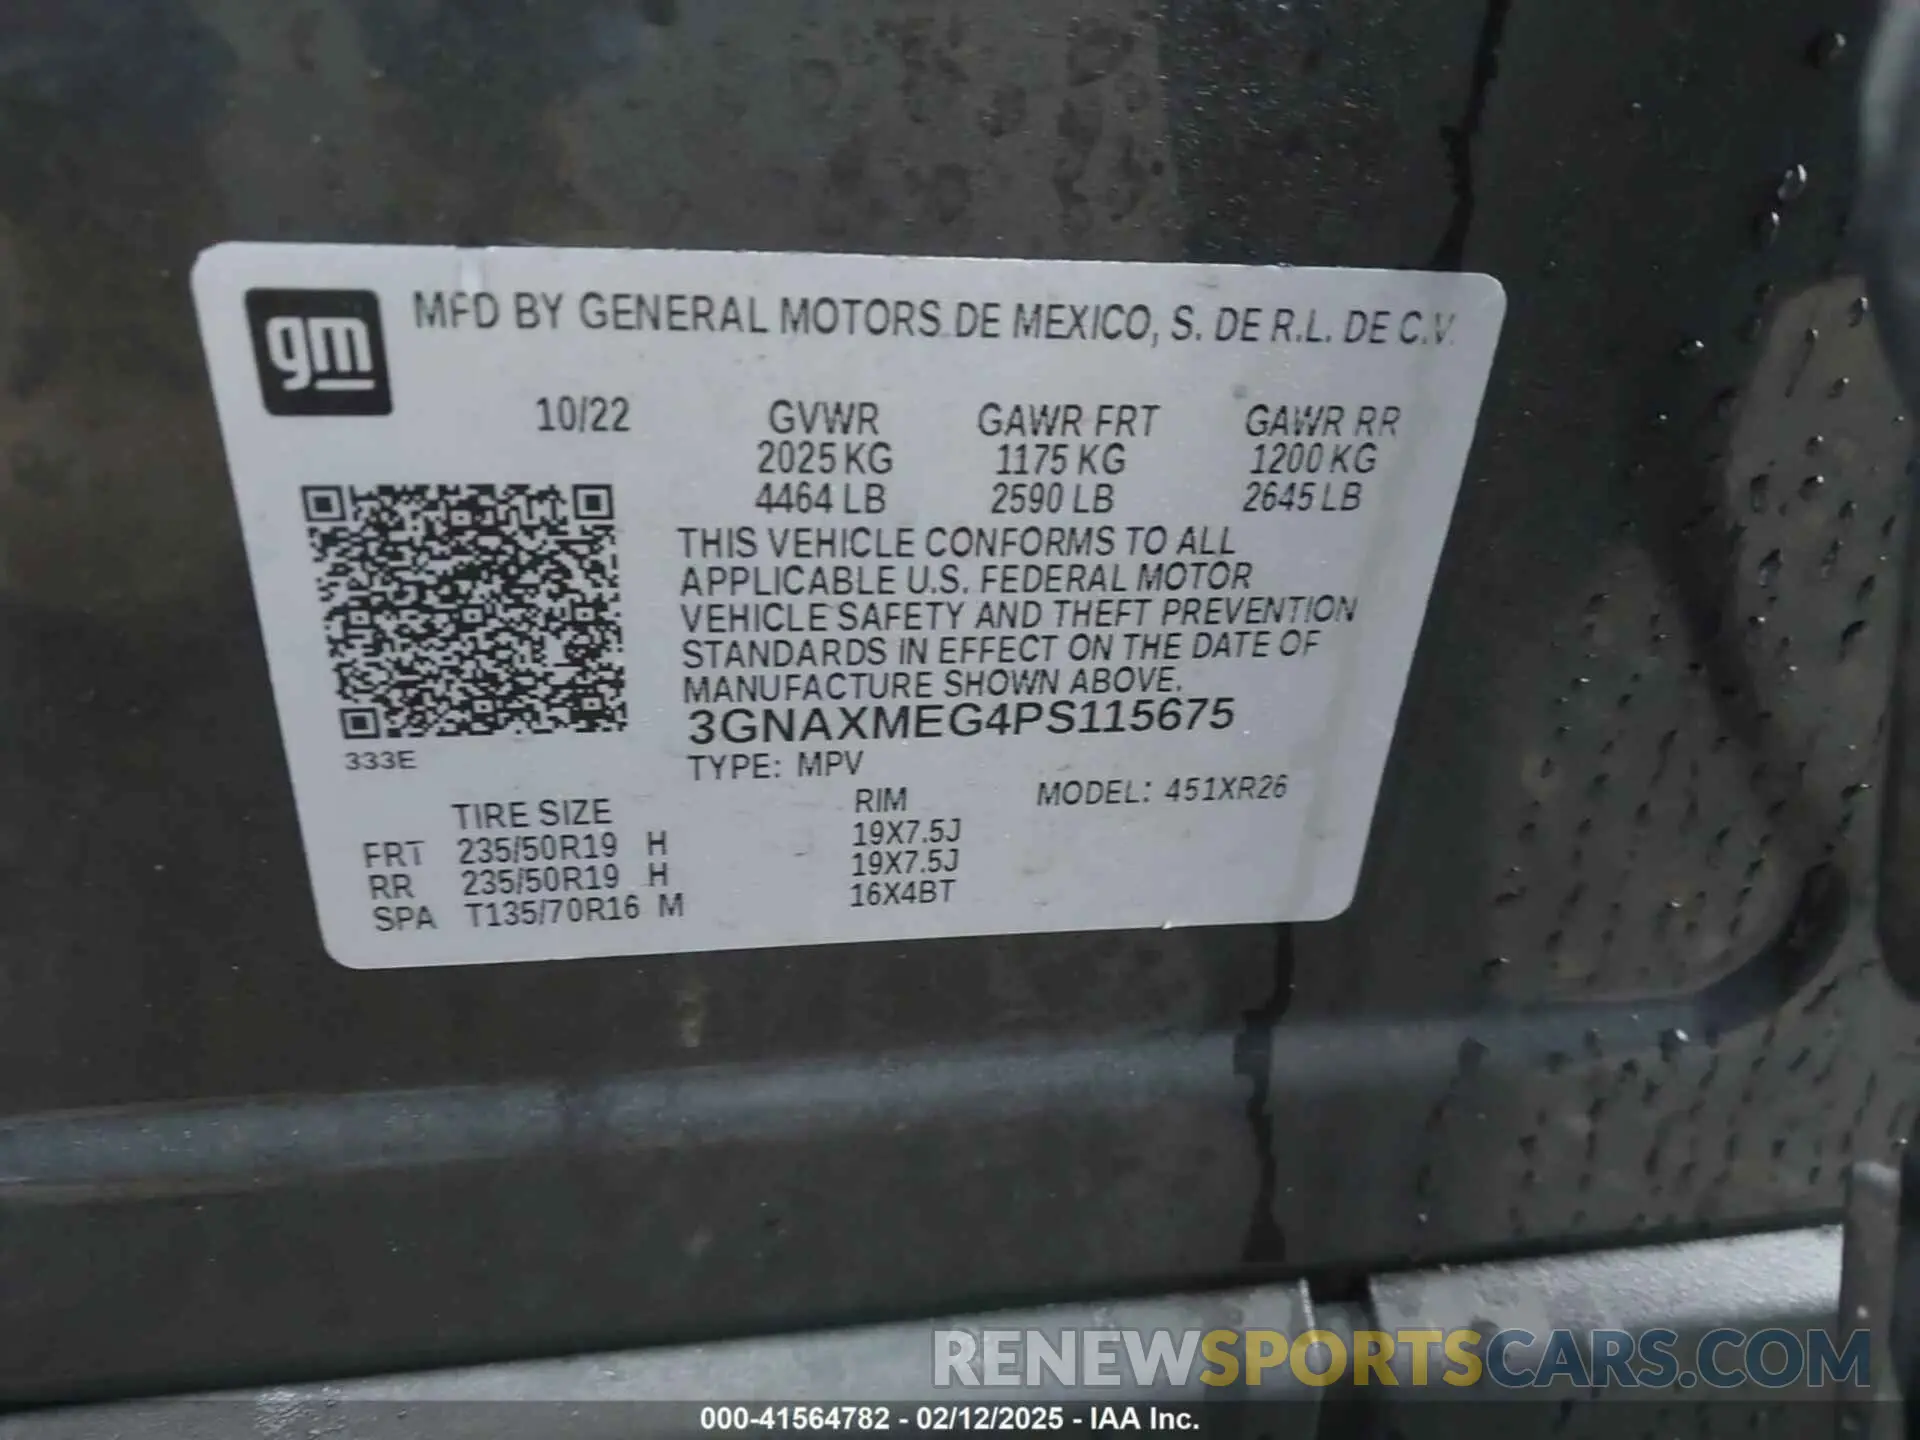 gm
MFD BY GENERAL MOTORS DE MEXICO, S. DE R.L. DE C.V.
10/22 GVWR GAWR FRT GAWR RR
2025 KG 1175 KG 1200 KG
4464 LB 2590 LB 2645 LB
THIS VEHICLE CONFORMS TO ALL
APPLICABLE U.S. FEDERAL MOTOR
VEHICLE SAFETY AND THEFT PREVENTION
STANDARDS IN EFFECT ON THE DATE OF
MANUFACTURE SHOWN ABOVE.
3GNAXMEG4PS115675
333E
TYPE: MPV
TIRE SIZE RIM MODEL: 451XR26
FRT 235/50R19 H 19X7.5J
RR 235/50R19 H 19X7.5J
SPA T135/70R16 M 16X4BT
RENEWSPORTSCARS.COM
000-41564782 - 02/12/2025 - IAA Inc.